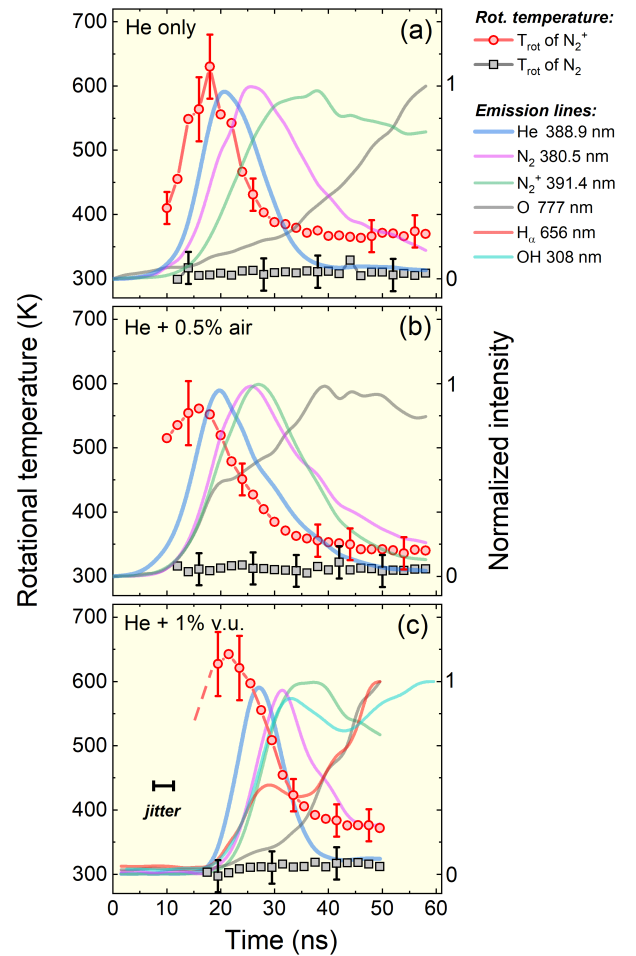 Rot. temperature:
T_rot of N₂⁺
T_rot of N₂
Emission lines:
He 388.9 nm
N₂ 380.5 nm
N₂⁺ 391.4 nm
O 777 nm
H_α 656 nm
OH 308 nm
He only
(a)
700
600
500
400
300
1
0
He + 0.5% air
(b)
700
600
500
400
300
1
0
He + 1% v.u.
(c)
700
600
500
400
300
1
0
jitter
0 10 20 30 40 50 60
Time (ns)
Rotational temperature (K)
Normalized intensity